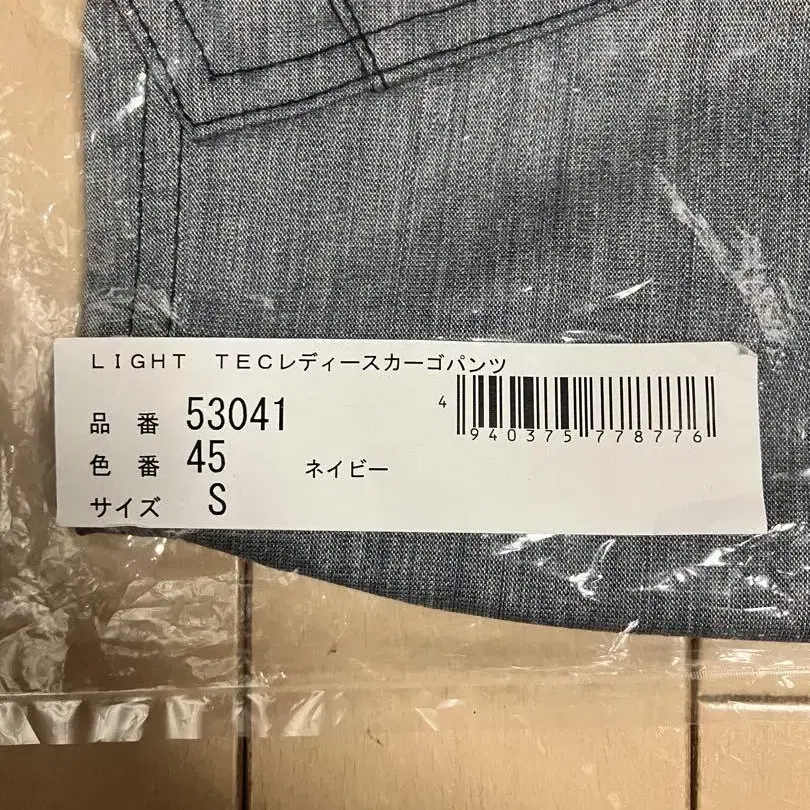 ＬＩＧＨＴ　ＴＥＣレディースカーゴパンツ
品　番 53041
4 940375 778776
色　番 45 ネイビー
サイズ S